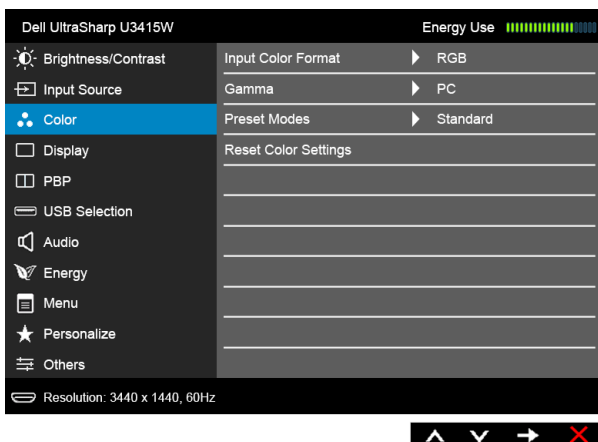 Dell UltraSharp U3415W Energy Use
Brightness/Contrast Input Color Format RGB
Input Source Gamma PC
Color Preset Modes Standard
Display Reset Color Settings
PBP
USB Selection
Audio
Energy
Menu
Personalize
Others
Resolution: 3440 x 1440, 60Hz